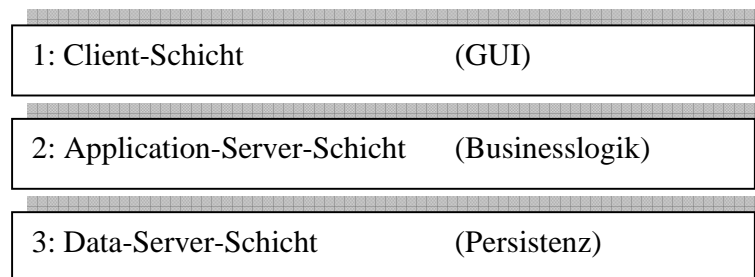 1: Client-Schicht (GUI)
2: Application-Server-Schicht (Businesslogik)
3: Data-Server-Schicht (Persistenz)